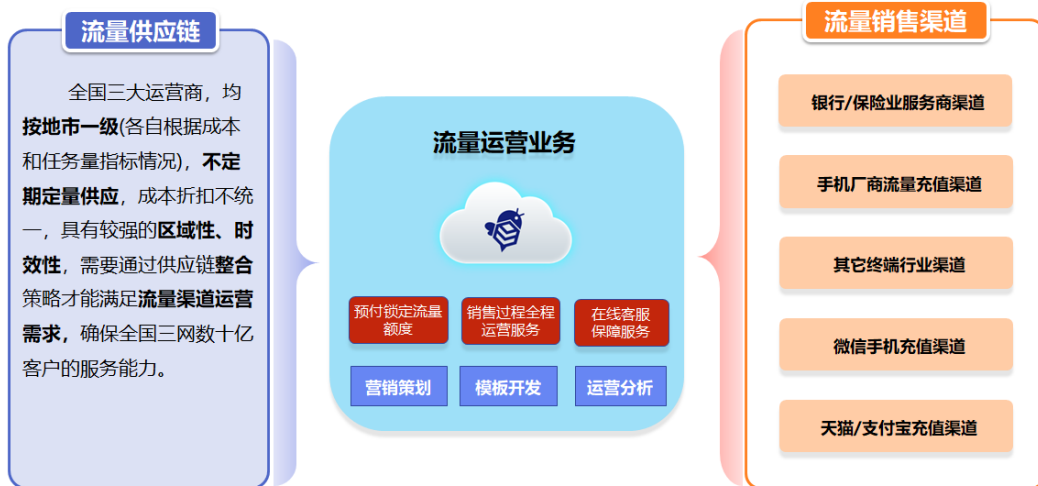 流量供应链
全国三大运营商，均
按地市一级(各自根据成本
和任务量指标情况)，不定
期定量供应，成本折扣不统
一，具有较强的区域性、时
效性，需要通过供应链整合
策略才能满足流量渠道运营
需求，确保全国三网数十亿
客户的服务能力。
流量运营业务
预付锁定流量
额度
销售过程全程
运营服务
在线客服
保障服务
营销策划
模板开发
运营分析
流量销售渠道
银行/保险业服务商渠道
手机厂商流量充值渠道
其它终端行业渠道
微信手机充值渠道
天猫/支付宝充值渠道